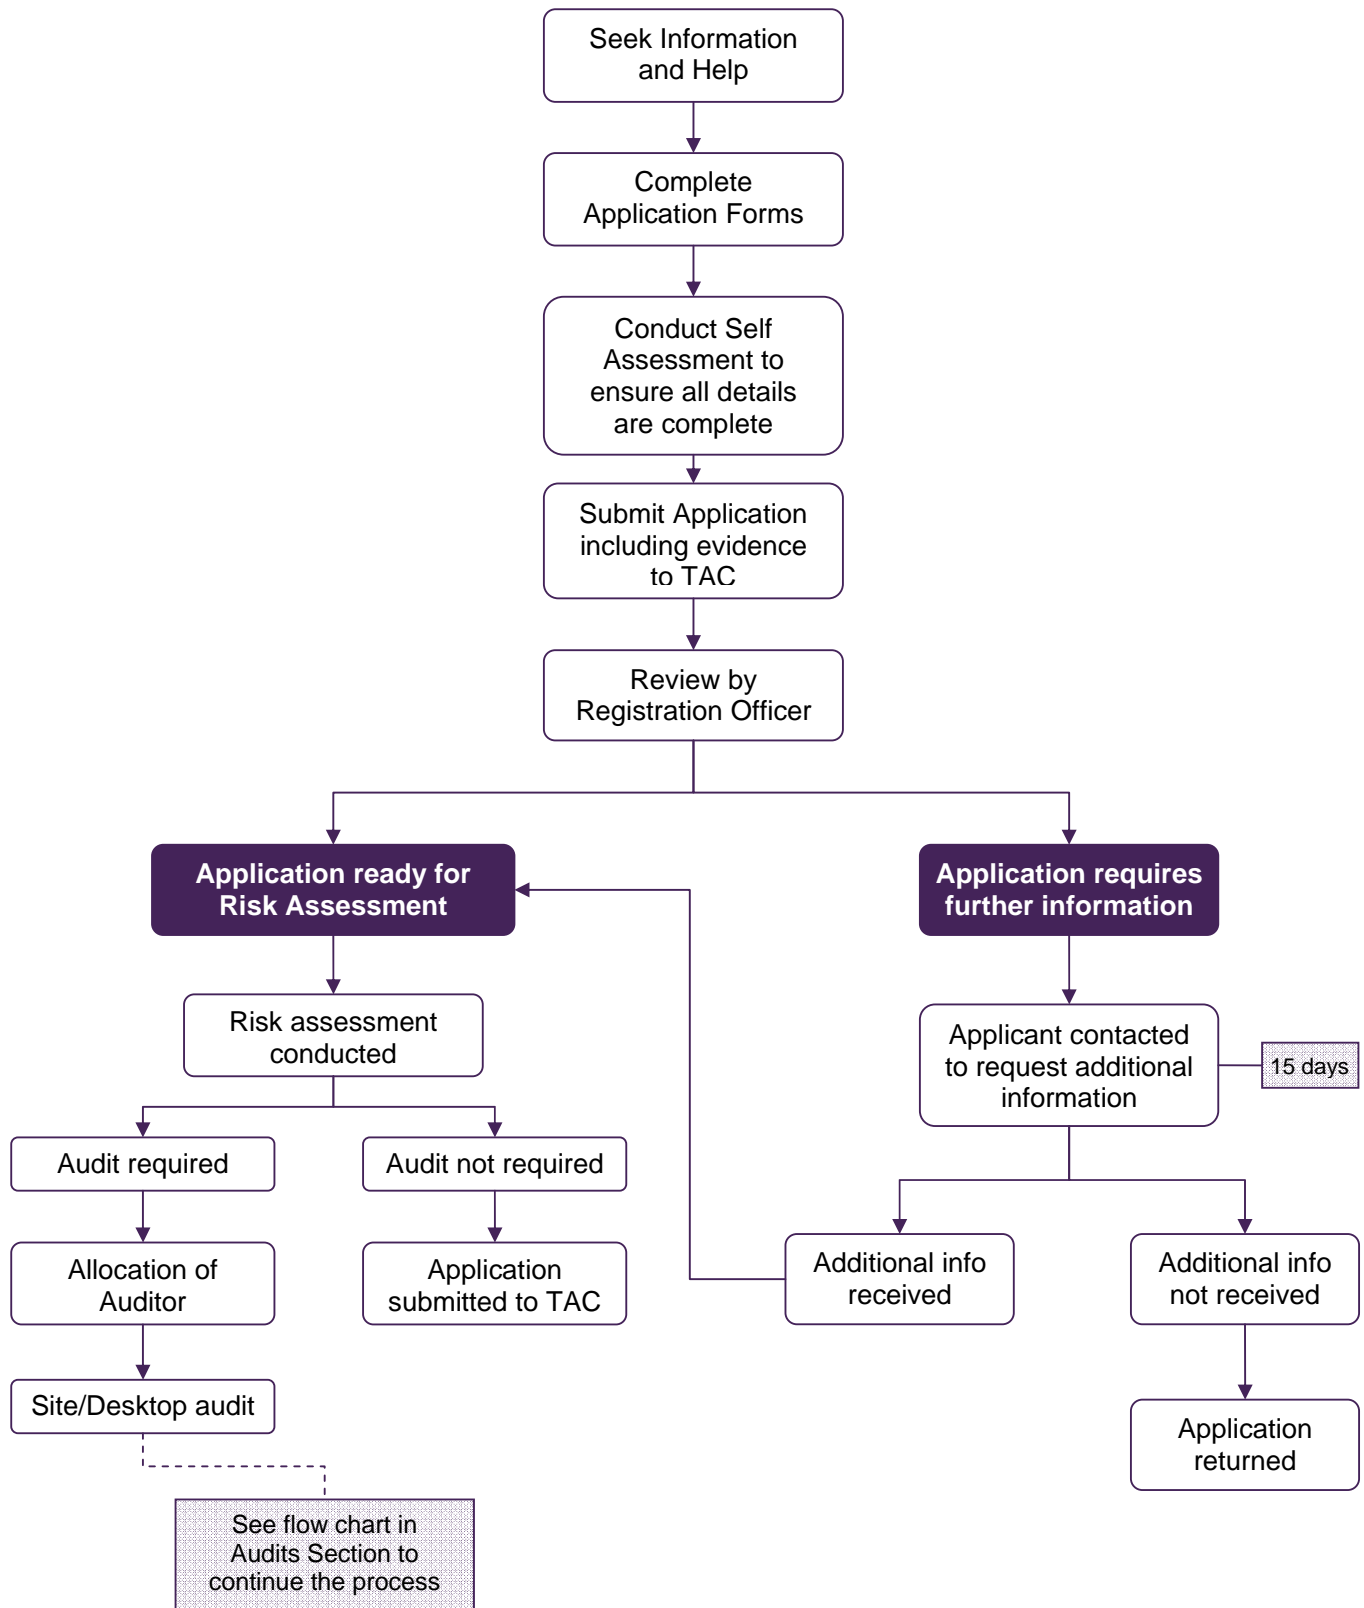 Seek Information
and Help
Complete
Application Forms
Conduct Self
Assessment to
ensure all details
are complete
Submit Application
including evidence
to TAC
Review by
Registration Officer
Application ready for
Risk Assessment
Application requires
further information
Risk assessment
conducted
Applicant contacted
to request additional
information
15 days
Audit required
Audit not required
Allocation of
Auditor
Application
submitted to TAC
Additional info
received
Additional info
not received
Site/Desktop audit
Application
returned
See flow chart in
Audits Section to
continue the process